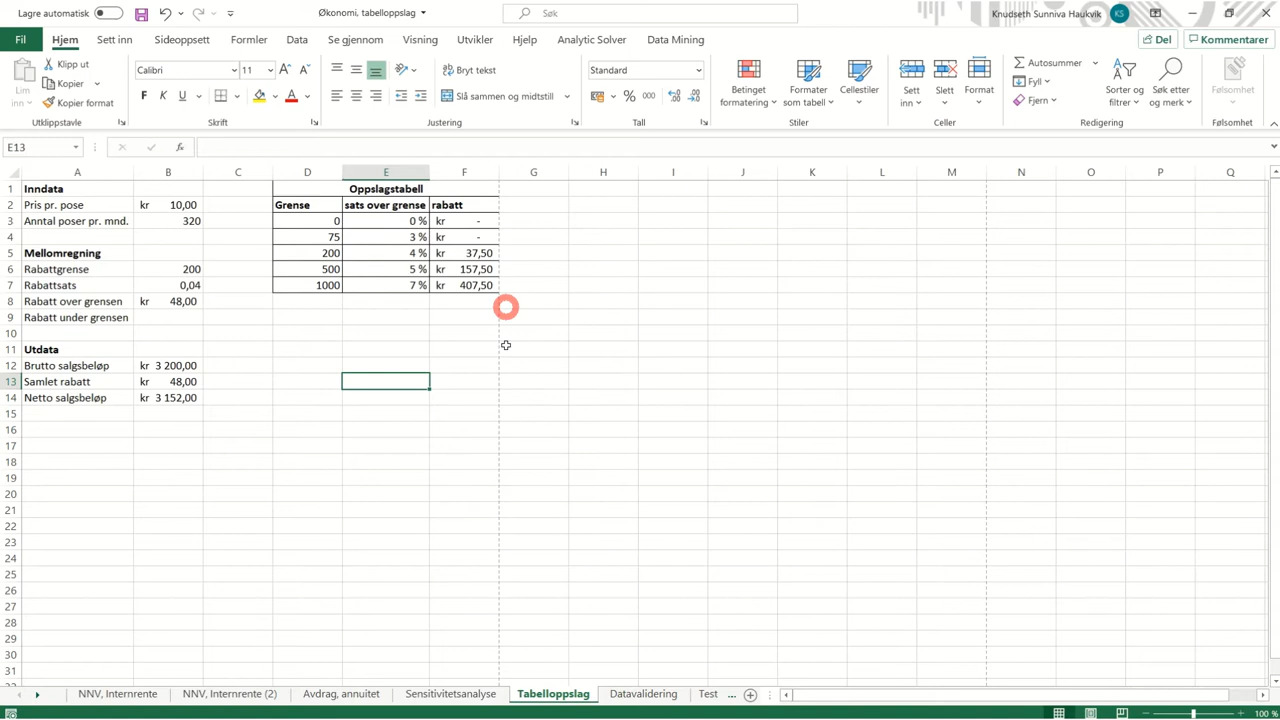 Lagre automatisk
Økonomi, tabelloppslag
Søk
Knudseth Sunniva Haukvik KS
Fil Hjem Sett inn Sideoppsett Formler Data Se gjennom Visning Utvikler Hjelp Analytic Solver Data Mining Del Kommentarer
Lim inn
Klipp ut
Kopier
Kopier format
Utklippstavle
Calibri 11
F K U A
Skrift
Bryt tekst
Slå sammen og midtstill
Justering
Standard
% 000
Tall
Betinget formatering
Formater som tabell
Cellestiler
Stiler
Sett inn
Slett
Format
Celler
Autosummer
Fyll
Fjern
Sorter og filtrer
Søk etter og merk
Redigering
Følsomhet
Følsomhet
E13 fx
A B C D E F G H I J K L M N O P Q
1 Inndata Oppslagstabell
2 Pris pr. pose kr 10,00 Grense sats over grense rabatt
3 Anntal poser pr. mnd. 320 0 0 % kr -
4 75 3 % kr -
5 Mellomregning 200 4 % kr 37,50
6 Rabattgrense 200 500 5 % kr 157,50
7 Rabattsats 0,04 1000 7 % kr 407,50
8 Rabatt over grensen kr 48,00
9 Rabatt under grensen
10
11 Utdata
12 Brutto salgsbeløp kr 3 200,00
13 Samlet rabatt kr 48,00
14 Netto salgsbeløp kr 3 152,00
15
16
17
18
19
20
21
22
23
24
25
26
27
28
29
30
31
NNV, Internrente NNV, Internrente (2) Avdrag, annuitet Sensitivitetsanalyse Tabelloppslag Datavalidering Test ...
100 %